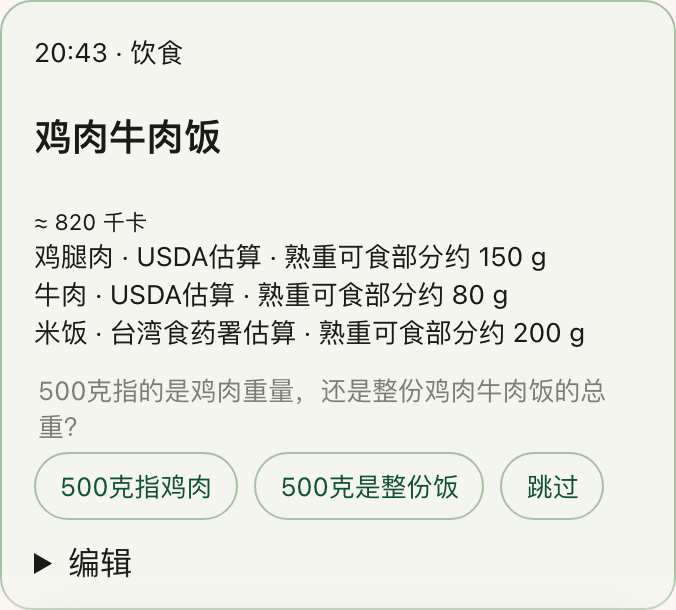 20:43 · 饮食
鸡肉牛肉饭
≈ 820 千卡
鸡腿肉 · USDA估算 · 熟重可食部分约 150 g
牛肉 · USDA估算 · 熟重可食部分约 80 g
米饭 · 台湾食药署估算 · 熟重可食部分约 200 g
500克指的是鸡肉重量，还是整份鸡肉牛肉饭的总
重?
500克指鸡肉 500克是整份饭 跳过
▶ 编辑